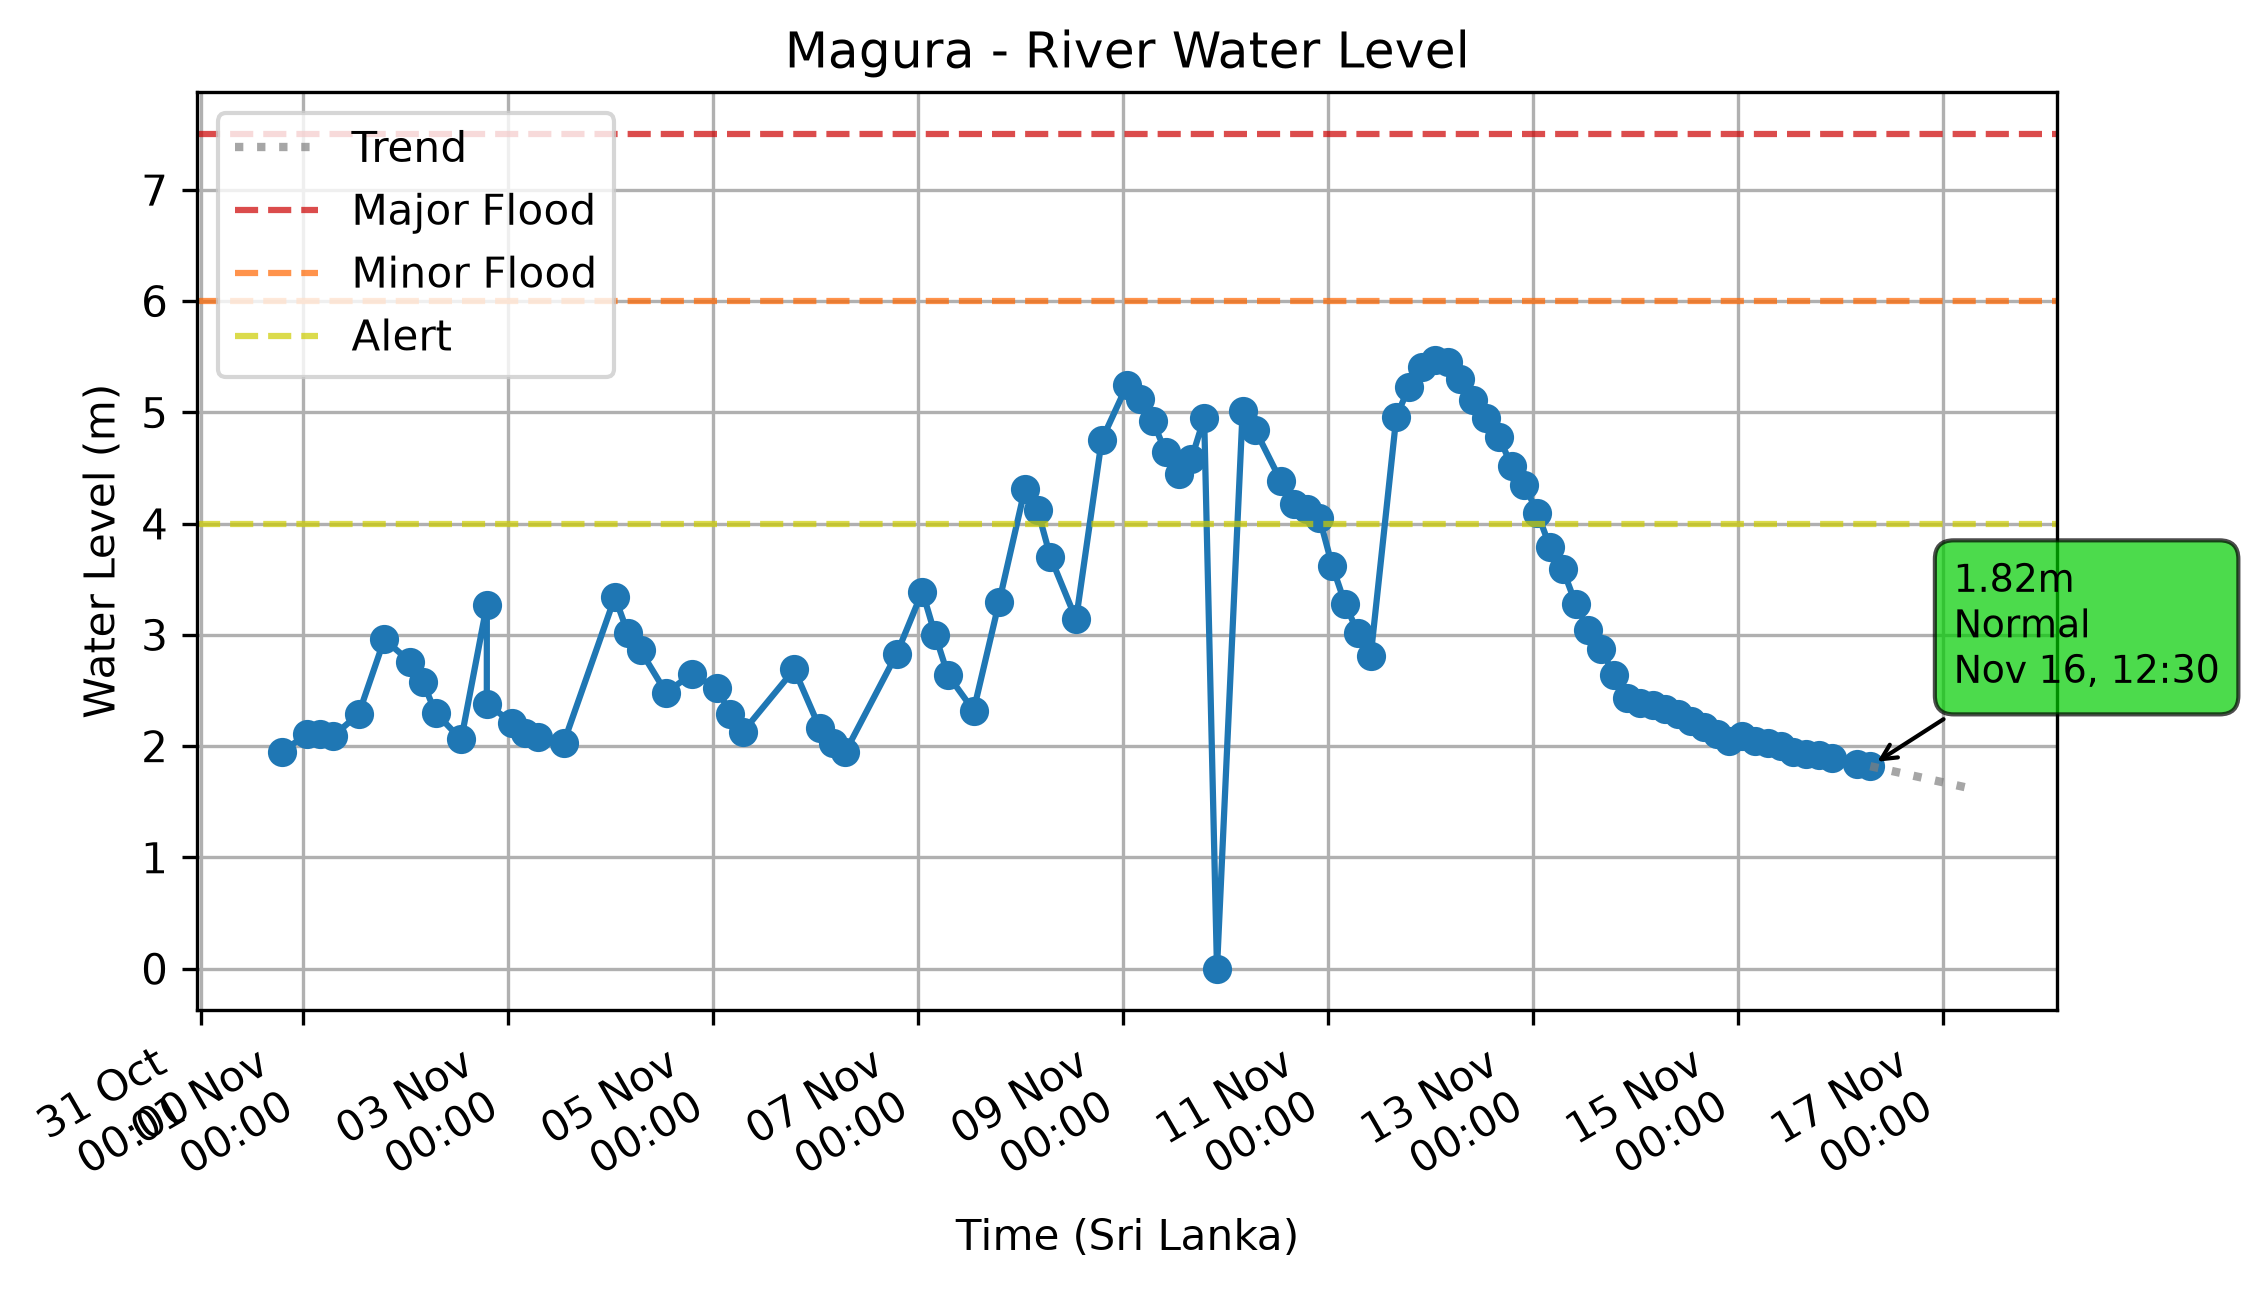 Magura - River Water Level
Trend
Major Flood
Minor Flood
Alert
7
6
5
4
3
2
1
0
Water Level (m)
1.82m
Normal
Nov 16, 12:30
31 Oct
00:00
01 Nov
00:00
03 Nov
00:00
05 Nov
00:00
07 Nov
00:00
09 Nov
00:00
11 Nov
00:00
13 Nov
00:00
15 Nov
00:00
17 Nov
00:00
Time (Sri Lanka)